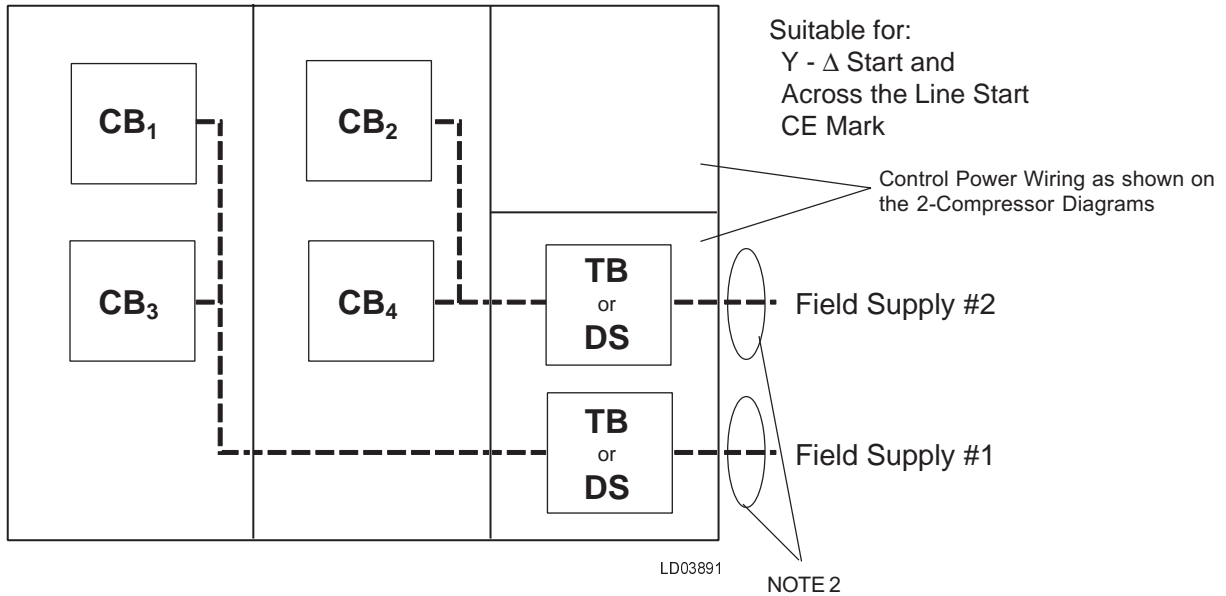 Suitable for:
Y - Δ Start and
Across the Line Start
CE Mark
CB₁
CB₂
Control Power Wiring as shown on
the 2-Compressor Diagrams
CB₃
CB₄
TB
or
DS
Field Supply #2
TB
or
DS
Field Supply #1
LD03891
NOTE 2